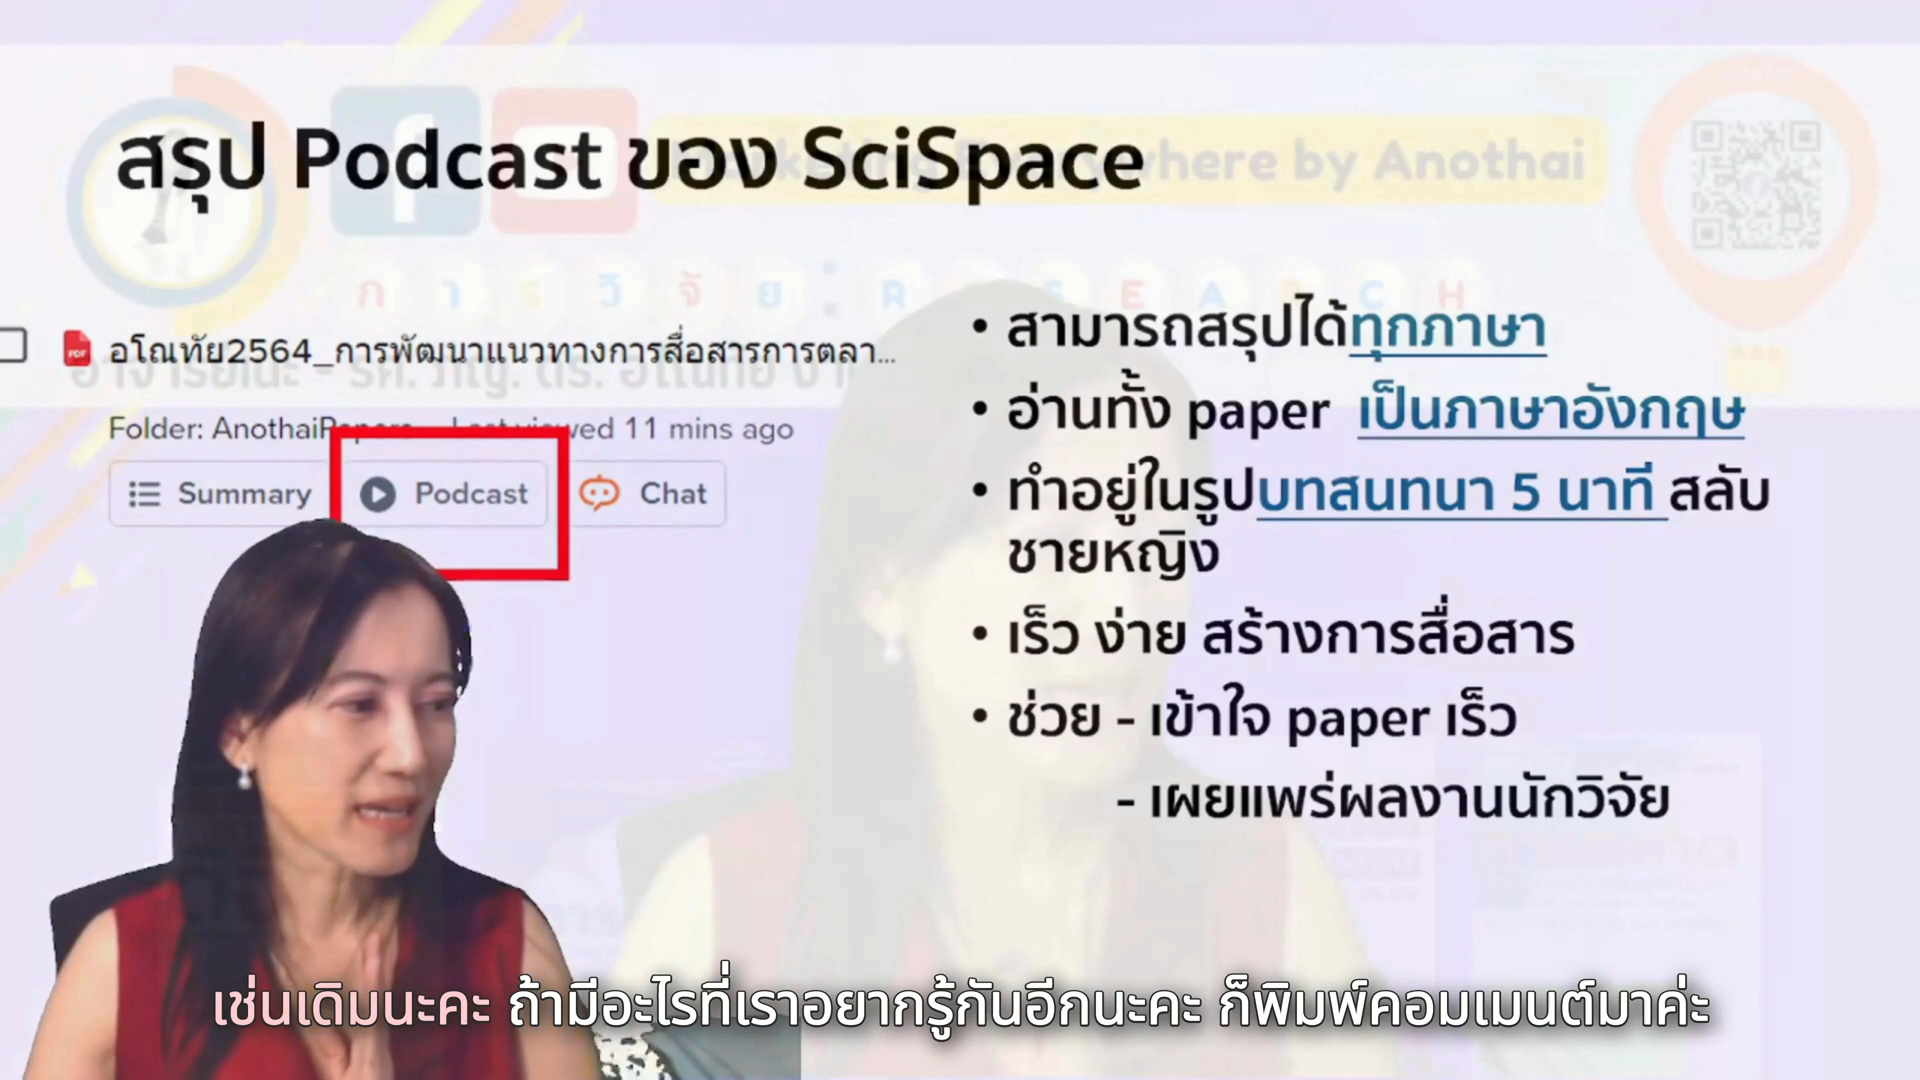 สรุป Podcast ของ SciSpace
where by Anothai
การวิจัย : R S E A R C H
อโณทัย2564_การพัฒนาแนวทางการสื่อสารการตลา...
Folder: AnothaiPapers Last viewed 11 mins ago
Summary Podcast Chat
• สามารถสรุปได้ทุกภาษา
• อ่านทั้ง paper เป็นภาษาอังกฤษ
• ทำอยู่ในรูปบทสนทนา 5 นาที สลับ
ชายหญิง
• เร็ว ง่าย สร้างการสื่อสาร
• ช่วย - เข้าใจ paper เร็ว
- เผยแพร่ผลงานนักวิจัย
เช่นเดิมนะคะ ถ้ามีอะไรที่เราอยากรู้กันอีกนะคะ ก็พิมพ์คอมเมนต์มาค่ะ